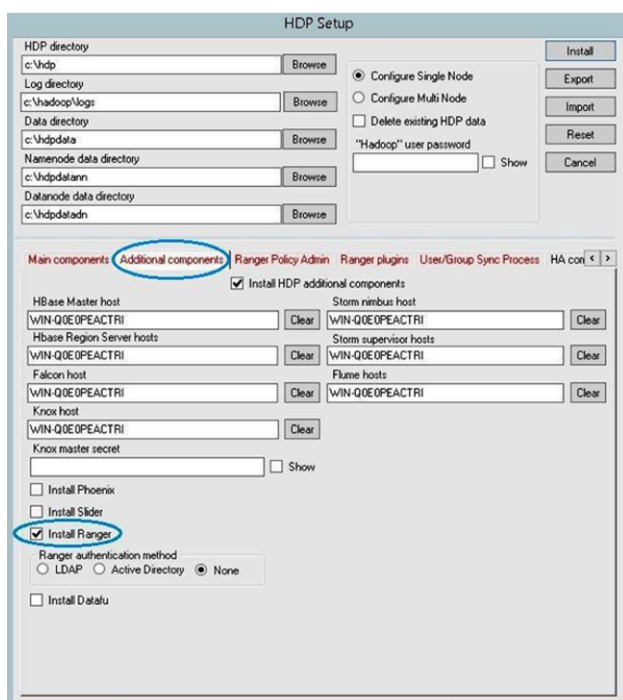 HDP Setup
HDP directory
c:\hdp
Browse
Log directory
c:\hadoop\logs
Browse
Data directory
c:\hdpdata
Browse
Namenode data directory
c:\hdpdatann
Browse
Datanode data directory
c:\hdpdatadn
Browse
Configure Single Node
Configure Multi Node
Delete existing HDP data
"Hadoop" user password
Show
Install
Export
Import
Reset
Cancel
Main components Additional components Ranger Policy Admin Ranger plugins User/Group Sync Process HA con < >
Install HDP additional components
HBase Master host Storm nimbus host
WIN-Q0E0PEACTRI Clear WIN-Q0E0PEACTRI Clear
Hbase Region Server hosts Storm supervisor hosts
WIN-Q0E0PEACTRI Clear WIN-Q0E0PEACTRI Clear
Falcon host Flume hosts
WIN-Q0E0PEACTRI Clear WIN-Q0E0PEACTRI Clear
Knox host
WIN-Q0E0PEACTRI Clear
Knox master secret
Show
Install Phoenix
Install Slider
Install Ranger
Ranger authentication method
LDAP Active Directory None
Install Datafu